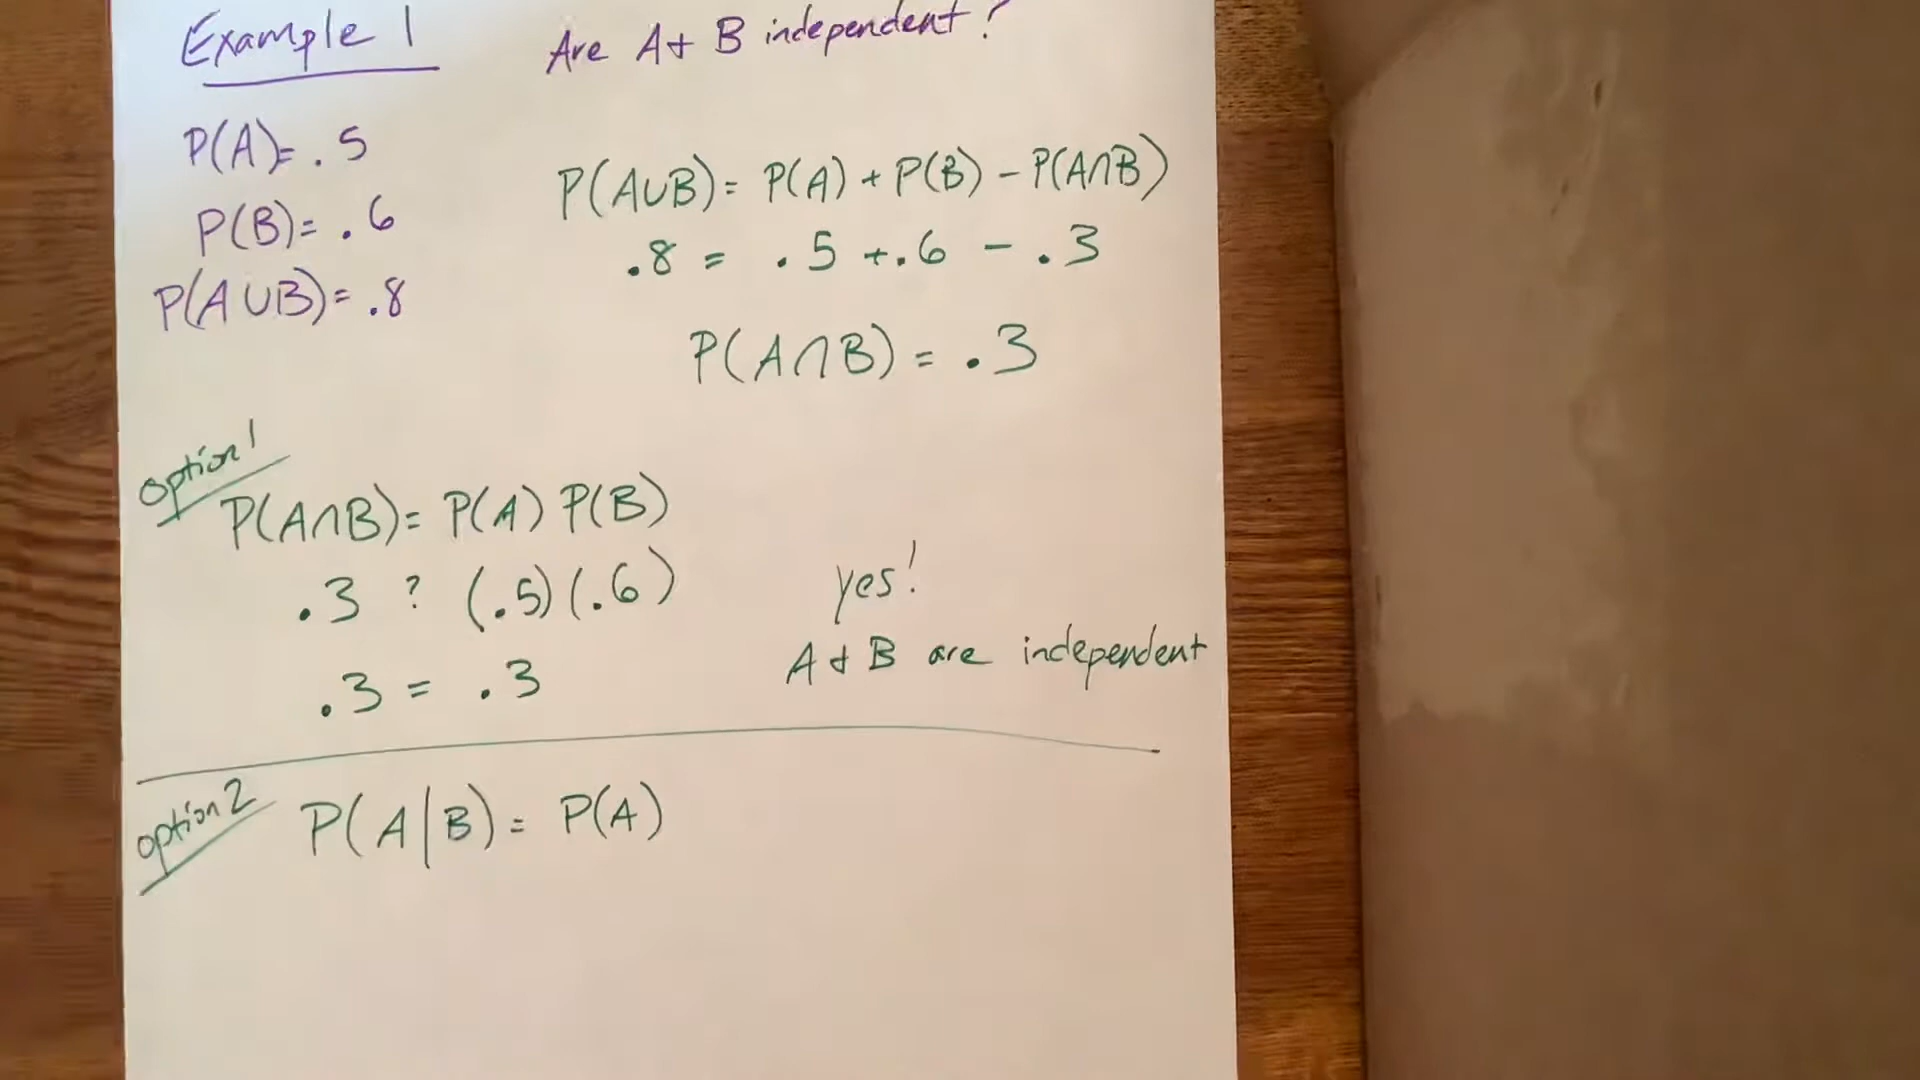 Example 1
Are A + B independent?
P(A)= .5
P(B)= .6
P(A∪B)= .8
P(A∪B)= P(A) + P(B) - P(A∩B)
.8 = .5 + .6 - .3
P(A∩B) = .3
option 1
P(A∩B)= P(A) P(B)
.3 ? (.5)(.6)
.3 = .3
yes!
A + B are independent
option 2
P(A|B)= P(A)